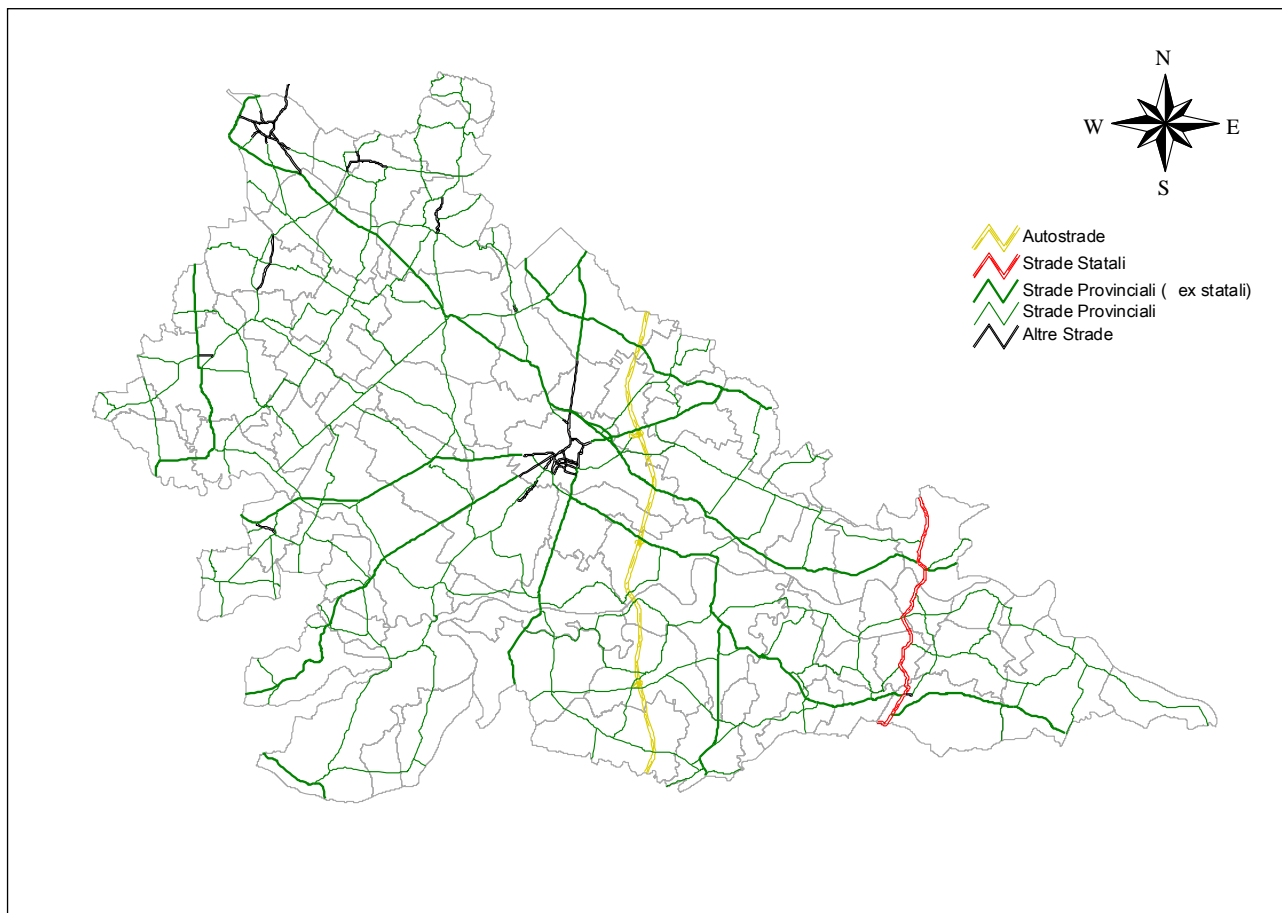 N
W E
S
Autostrade
Strade Statali
Strade Provinciali ( ex statali)
Strade Provinciali
Altre Strade